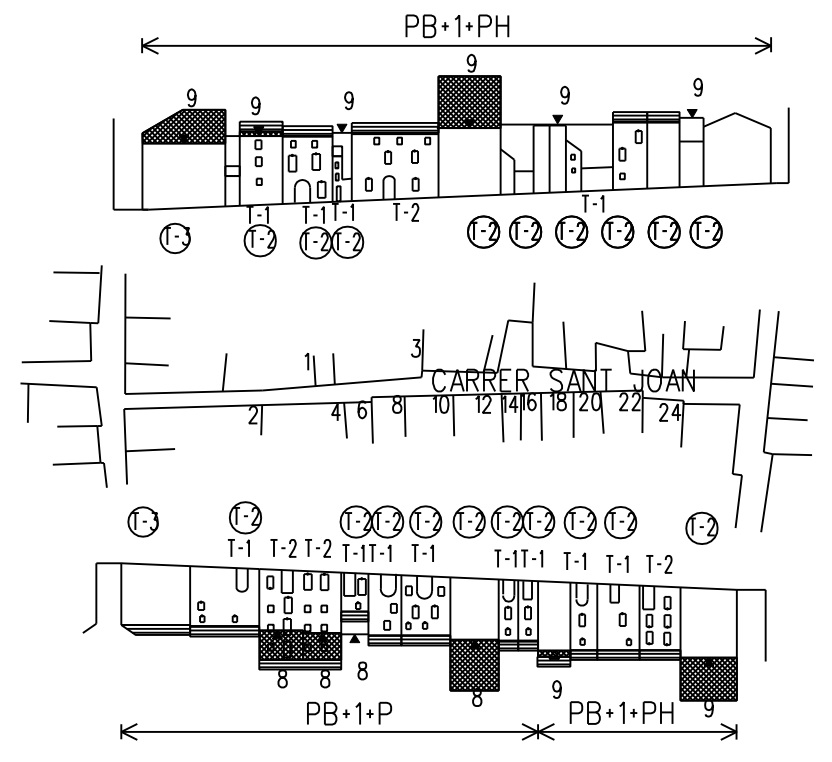 PB+1+PH
9 9 9 9 9 9
T-1 T-1 T-1 T-2 T-1
T-3 T-2 T-2 T-2 T-2 T-2 T-2 T-2 T-2 T-2
1 3
CARRER SANT JOAN
2 4 6 8 10 12 14 16 18 20 22 24
T-3 T-2 T-2 T-2 T-2 T-2 T-2 T-2 T-2 T-2 T-2
T-1 T-2 T-2 T-1 T-1 T-1 T-1 T-1 T-1 T-1 T-2
8 8 8 8 9 9
PB+1+P PB+1+PH